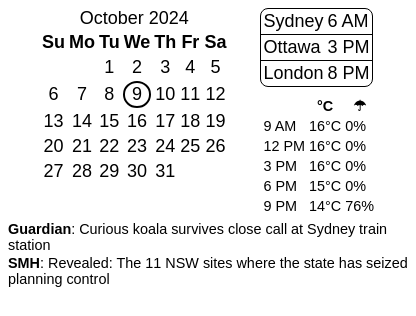 October 2024
Su Mo Tu We Th Fr Sa
1 2 3 4 5
6 7 8 9 10 11 12
13 14 15 16 17 18 19
20 21 22 23 24 25 26
27 28 29 30 31
Sydney 6 AM
Ottawa 3 PM
London 8 PM
°C ☂
9 AM 16°C 0%
12 PM 16°C 0%
3 PM 16°C 0%
6 PM 15°C 0%
9 PM 14°C 76%
Guardian: Curious koala survives close call at Sydney train
station
SMH: Revealed: The 11 NSW sites where the state has seized
planning control